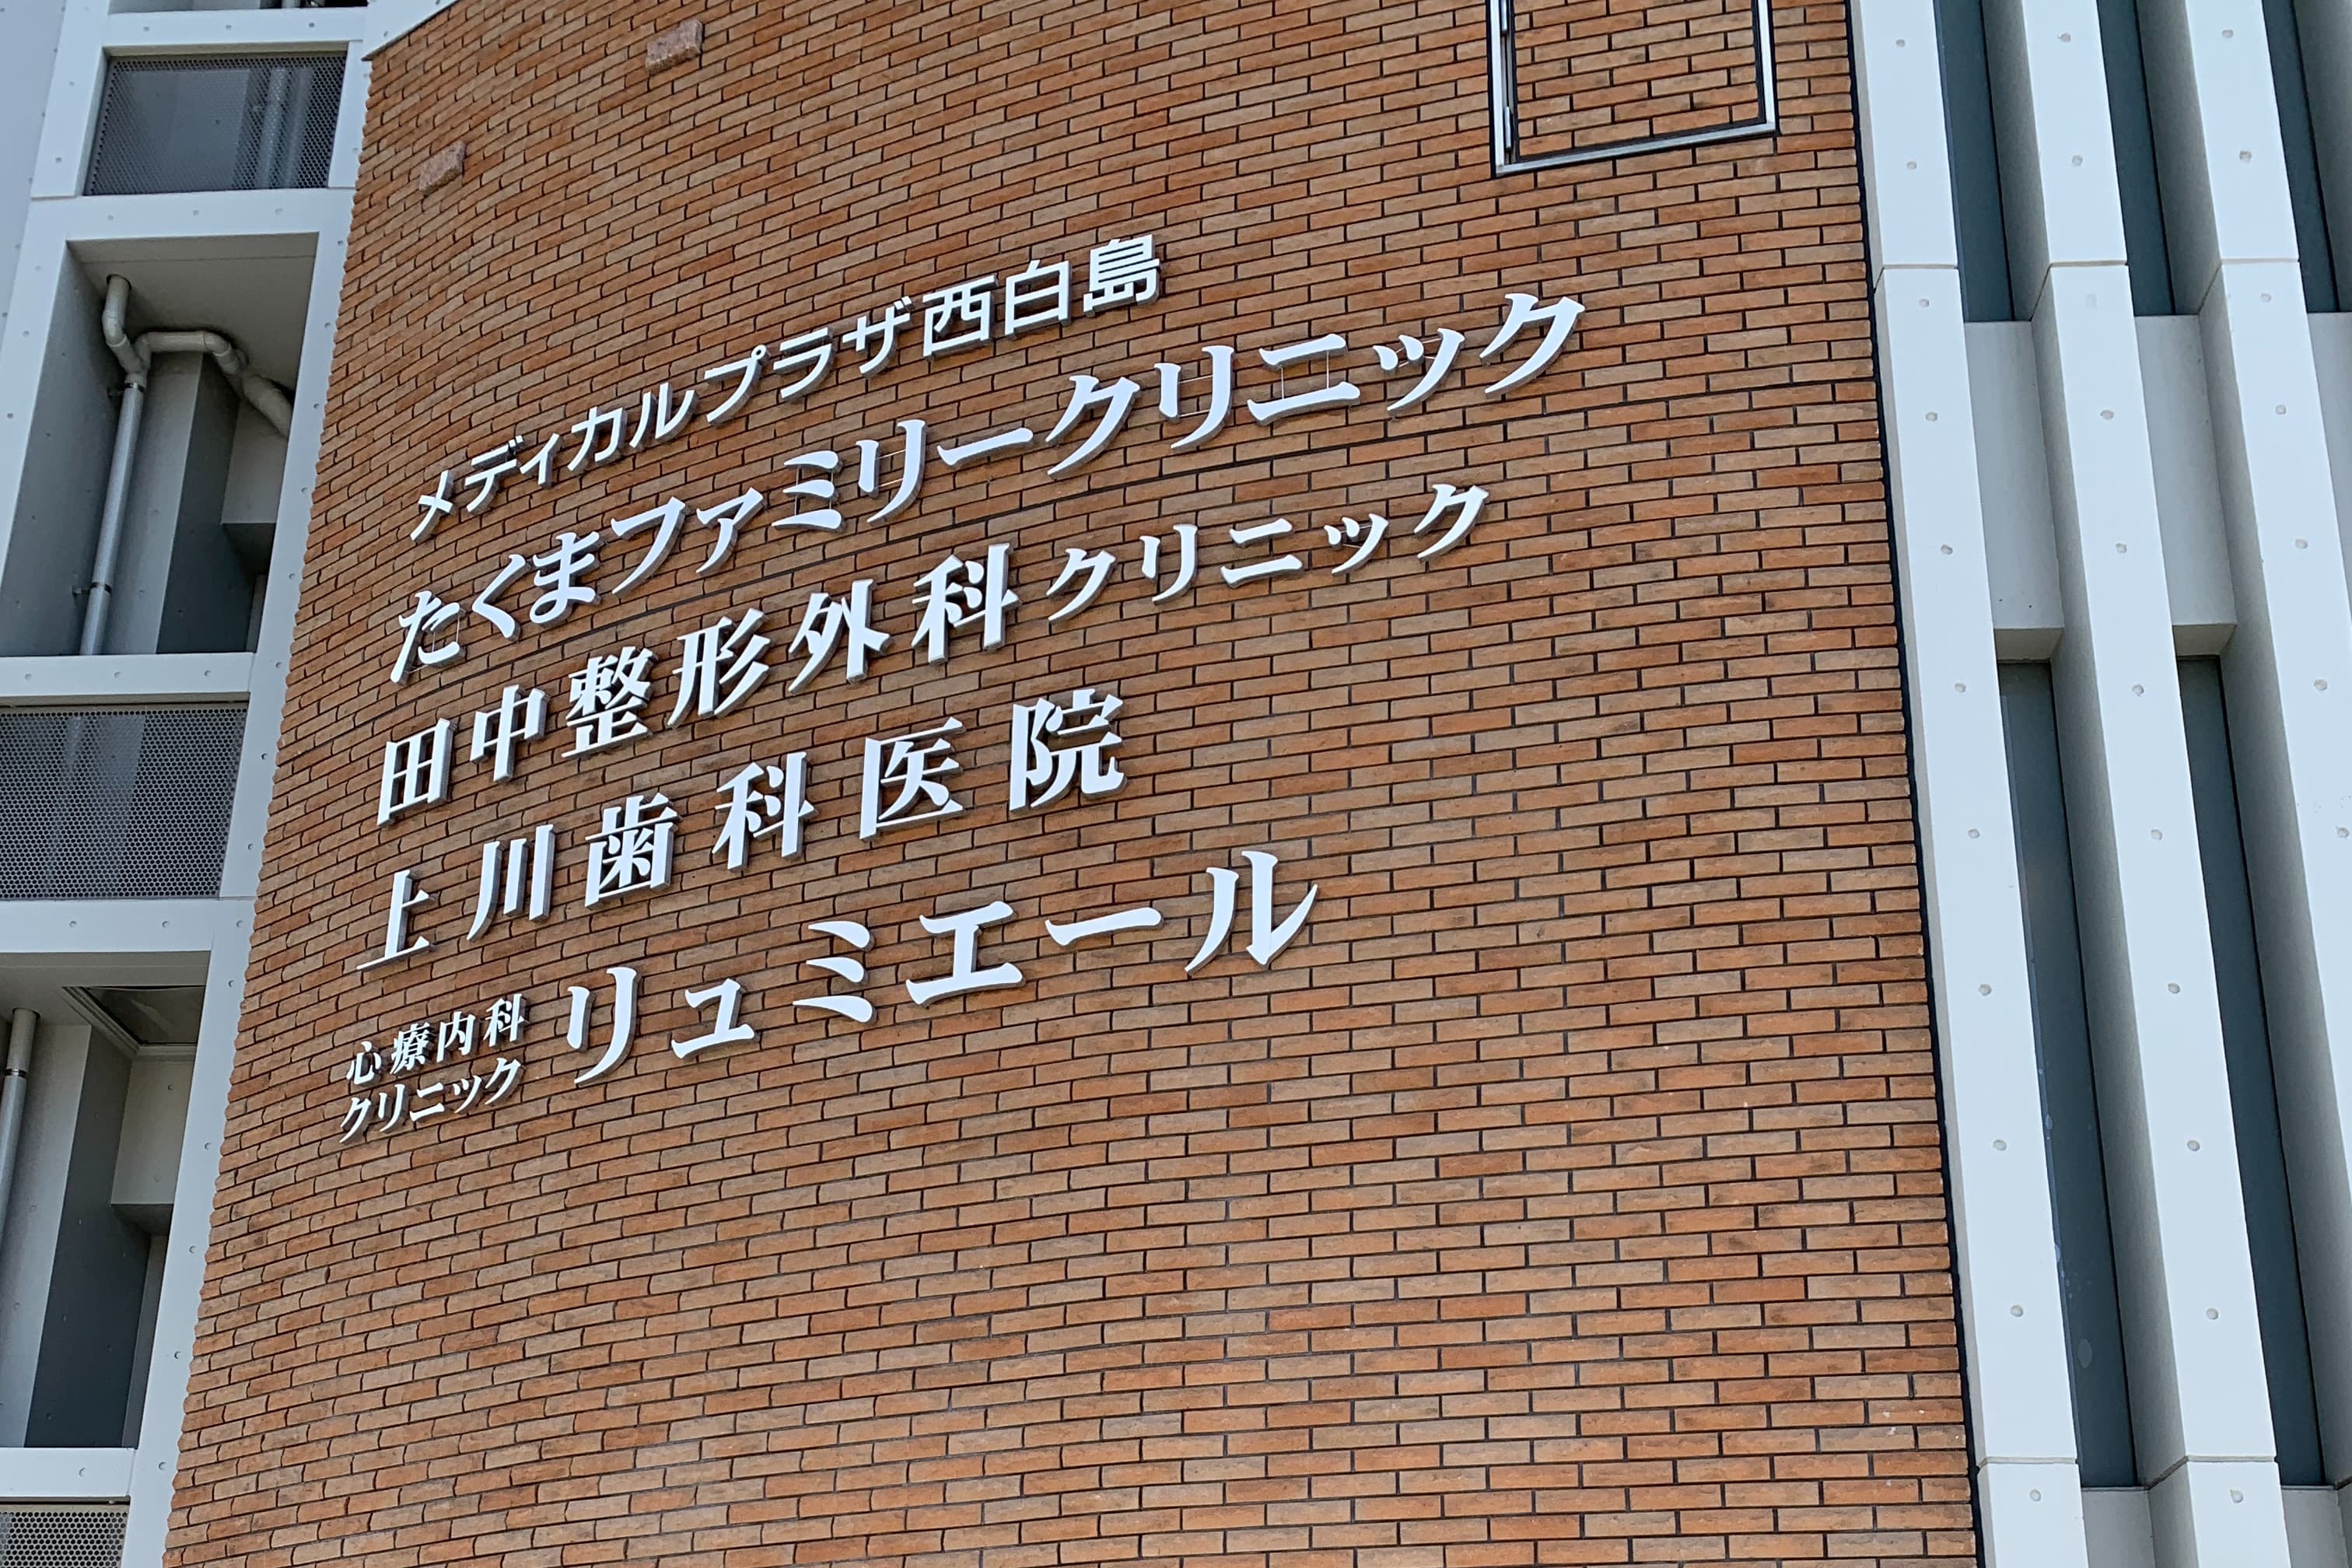 メディカルプラザ西白島
たくまファミリークリニック
田中整形外科クリニック
上川歯科医院
心療内科
クリニック
リュミエール